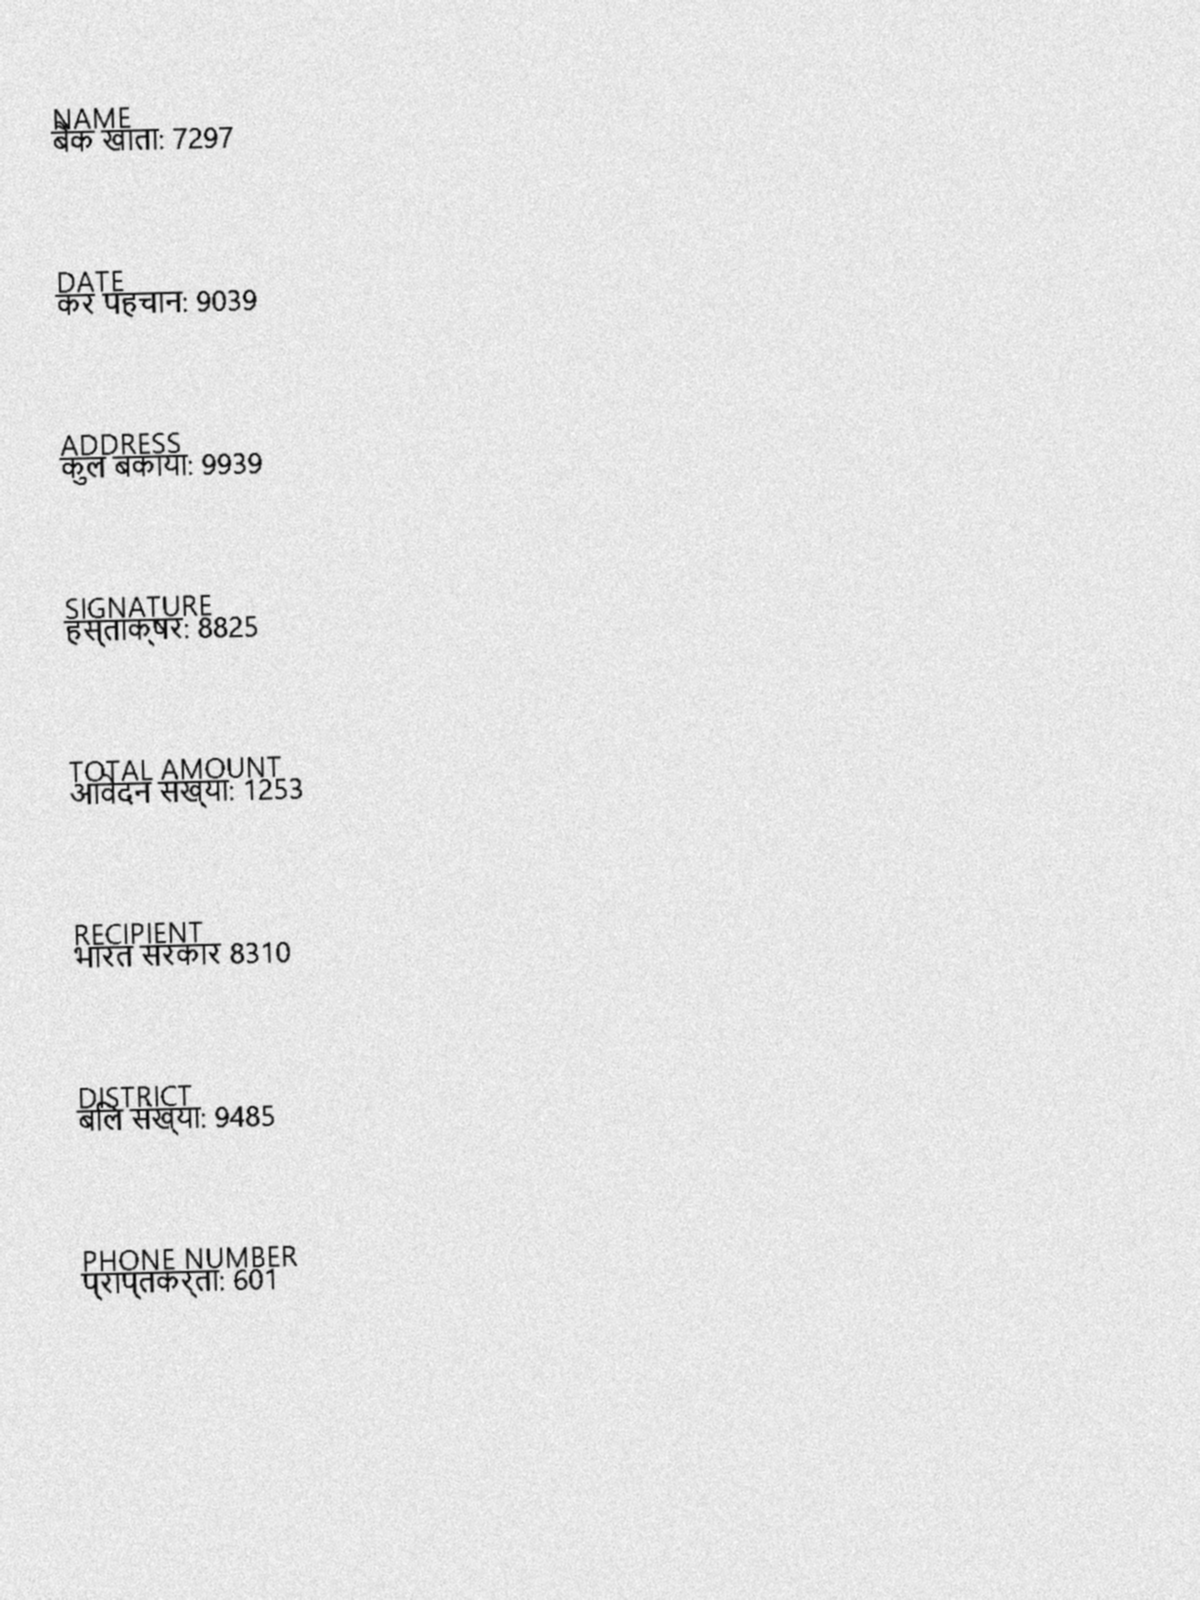 NAME
बैंक खाता: 7297
DATE
कर पहचान: 9039
ADDRESS
कुल बकाया: 9939
SIGNATURE
हस्ताक्षर: 8825
TOTAL AMOUNT
आवेदन संख्या: 1253
RECIPIENT
भारत सरकार 8310
DISTRICT
बिल संख्या: 9485
PHONE NUMBER
प्राप्तकर्ता: 601